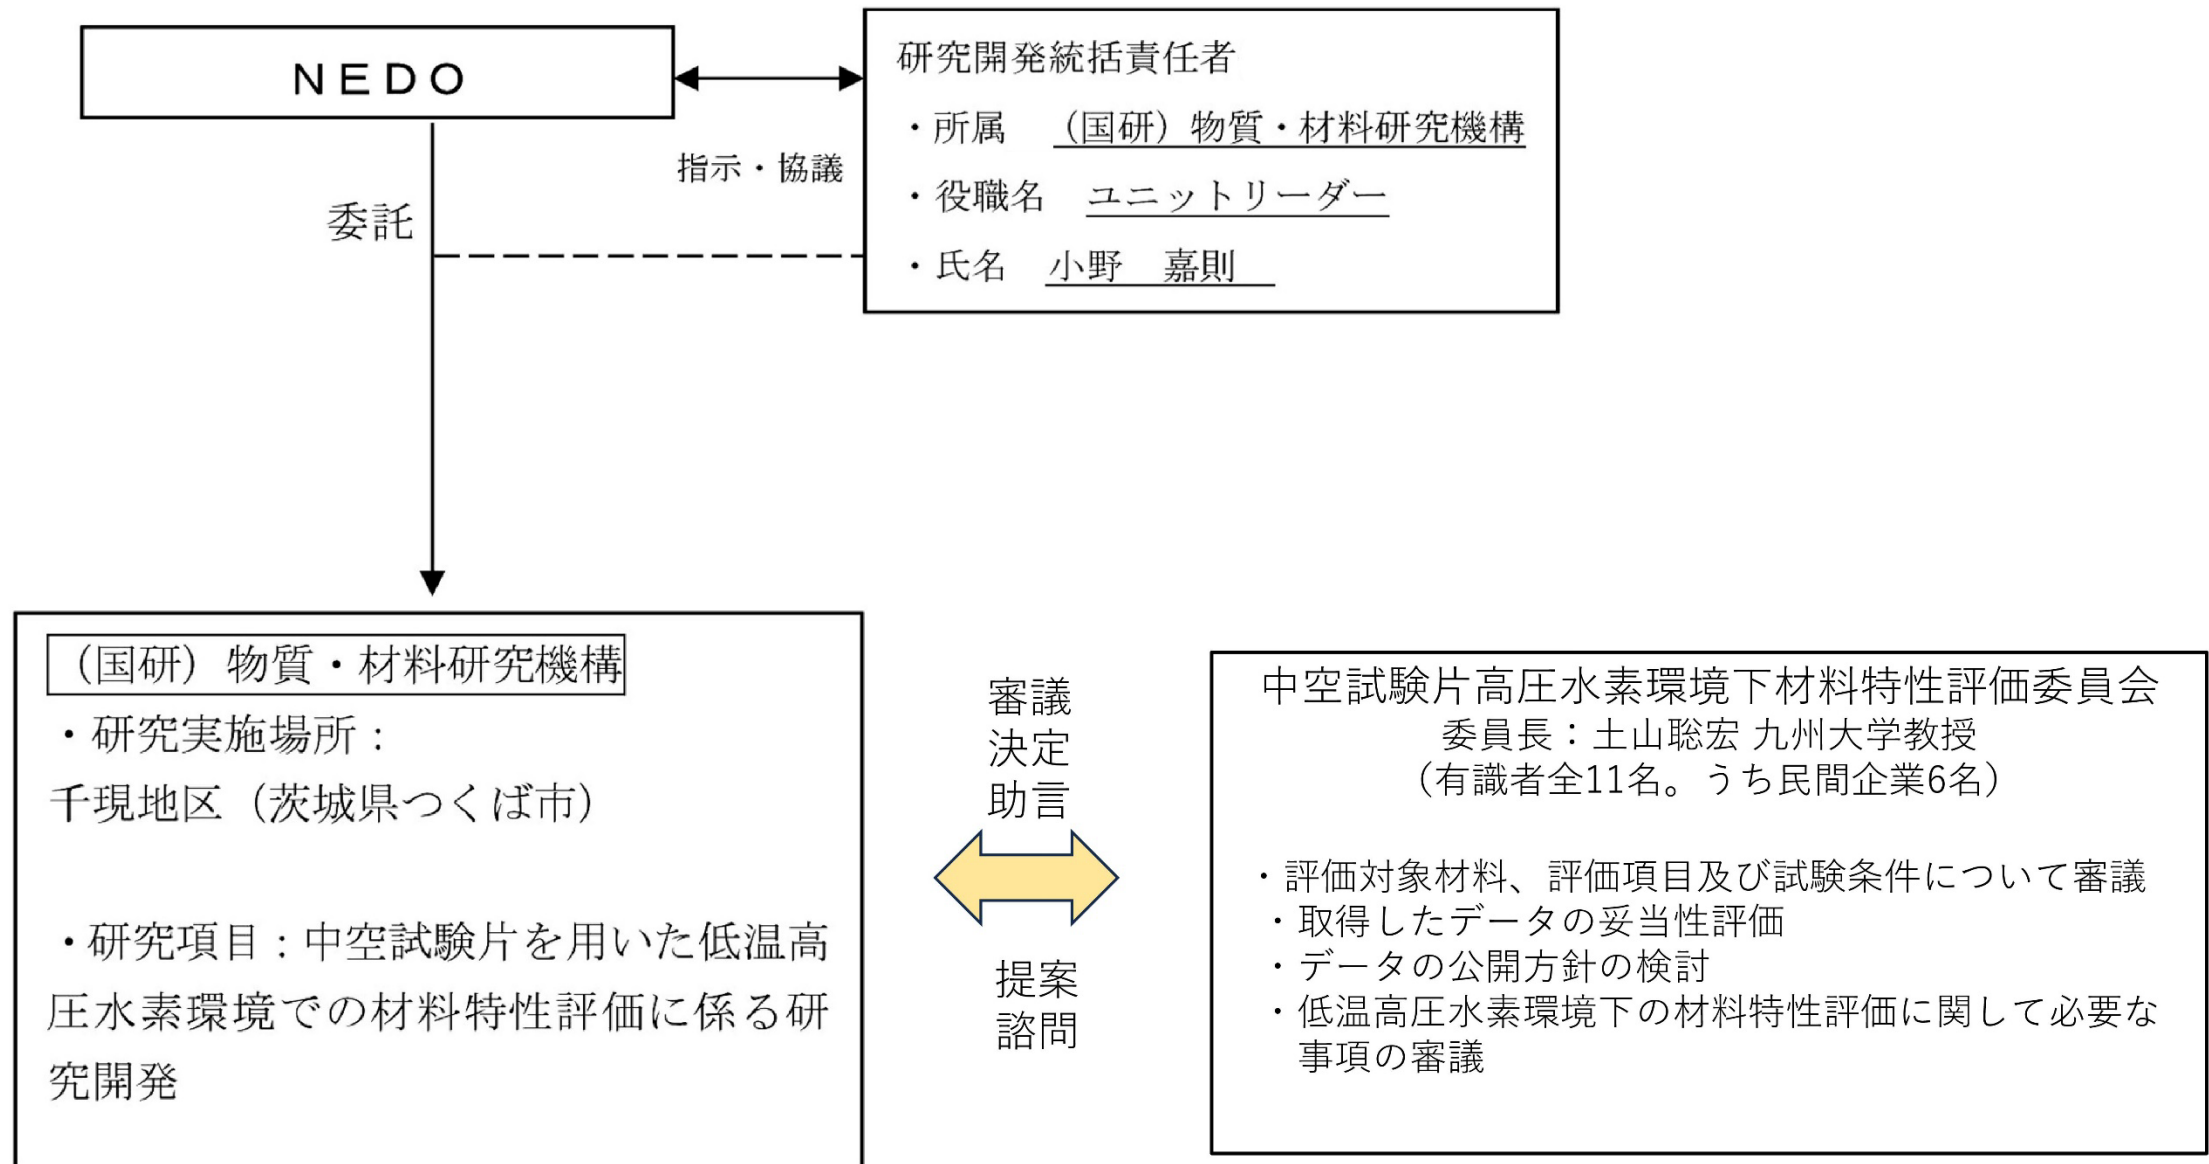 NEDO
研究開発統括責任者
・所属　（国研）物質・材料研究機構
・役職名　ユニットリーダー
・氏名　小野　嘉則
指示・協議
委託
（国研）物質・材料研究機構
・研究実施場所：
千現地区（茨城県つくば市）
・研究項目：中空試験片を用いた低温高
圧水素環境での材料特性評価に係る研
究開発
審議
決定
助言
提案
諮問
中空試験片高圧水素環境下材料特性評価委員会
委員長：土山聡宏 九州大学教授
（有識者全11名。うち民間企業6名）
・評価対象材料、評価項目及び試験条件について審議
・取得したデータの妥当性評価
・データの公開方針の検討
・低温高圧水素環境下の材料特性評価に関して必要な
事項の審議